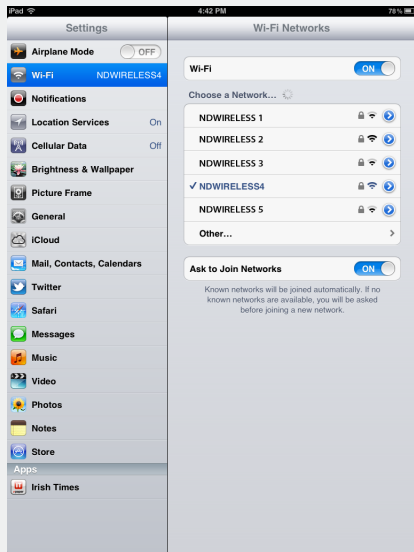 iPad 4:42 PM 78%
Settings
Wi-Fi Networks
Airplane Mode OFF
Wi-Fi NDWIRELESS4
Notifications
Location Services On
Cellular Data Off
Brightness & Wallpaper
Picture Frame
General
iCloud
Mail, Contacts, Calendars
Twitter
Safari
Messages
Music
Video
Photos
Notes
Store
Apps
Irish Times
Wi-Fi ON
Choose a Network...
NDWIRELESS 1
NDWIRELESS 2
NDWIRELESS 3
NDWIRELESS4
NDWIRELESS 5
Other...
Ask to Join Networks ON
Known networks will be joined automatically. If no
known networks are available, you will be asked
before joining a new network.